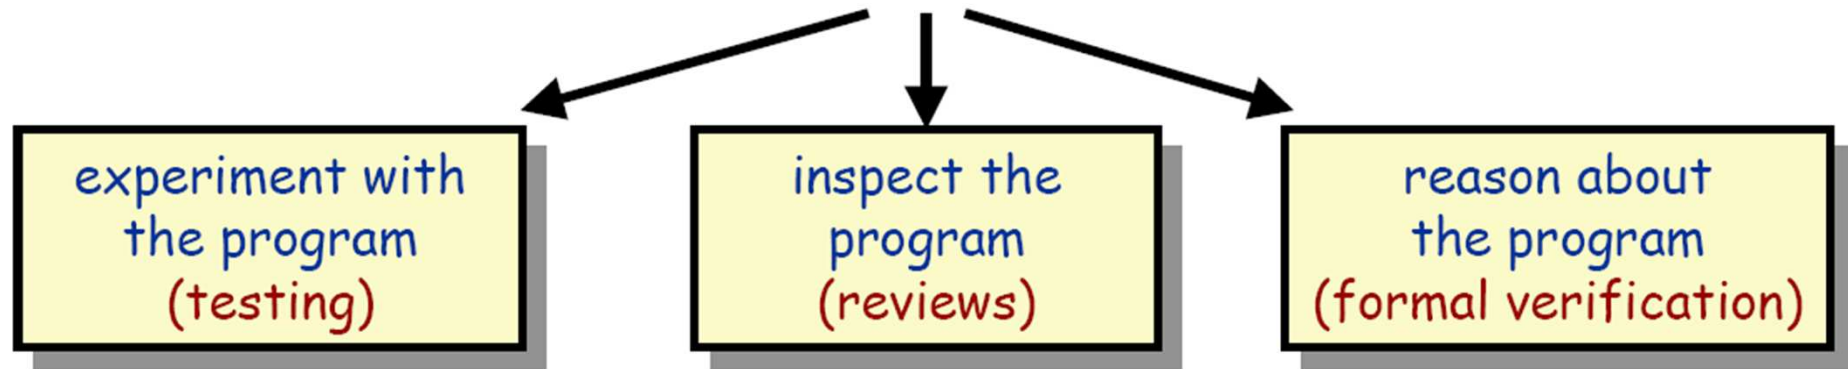 experiment with
the program
(testing)
inspect the
program
(reviews)
reason about
the program
(formal verification)